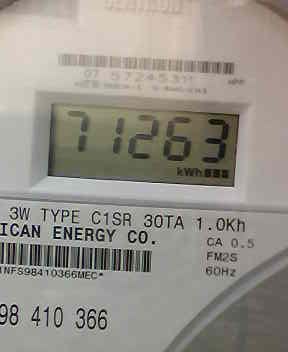 07 57245311
71263
kWh
3W TYPE C1SR 30TA 1.0Kh
ICAN ENERGY CO.
CA 0.5
FM2S
60Hz
INFS98410366MEC*
98 410 366